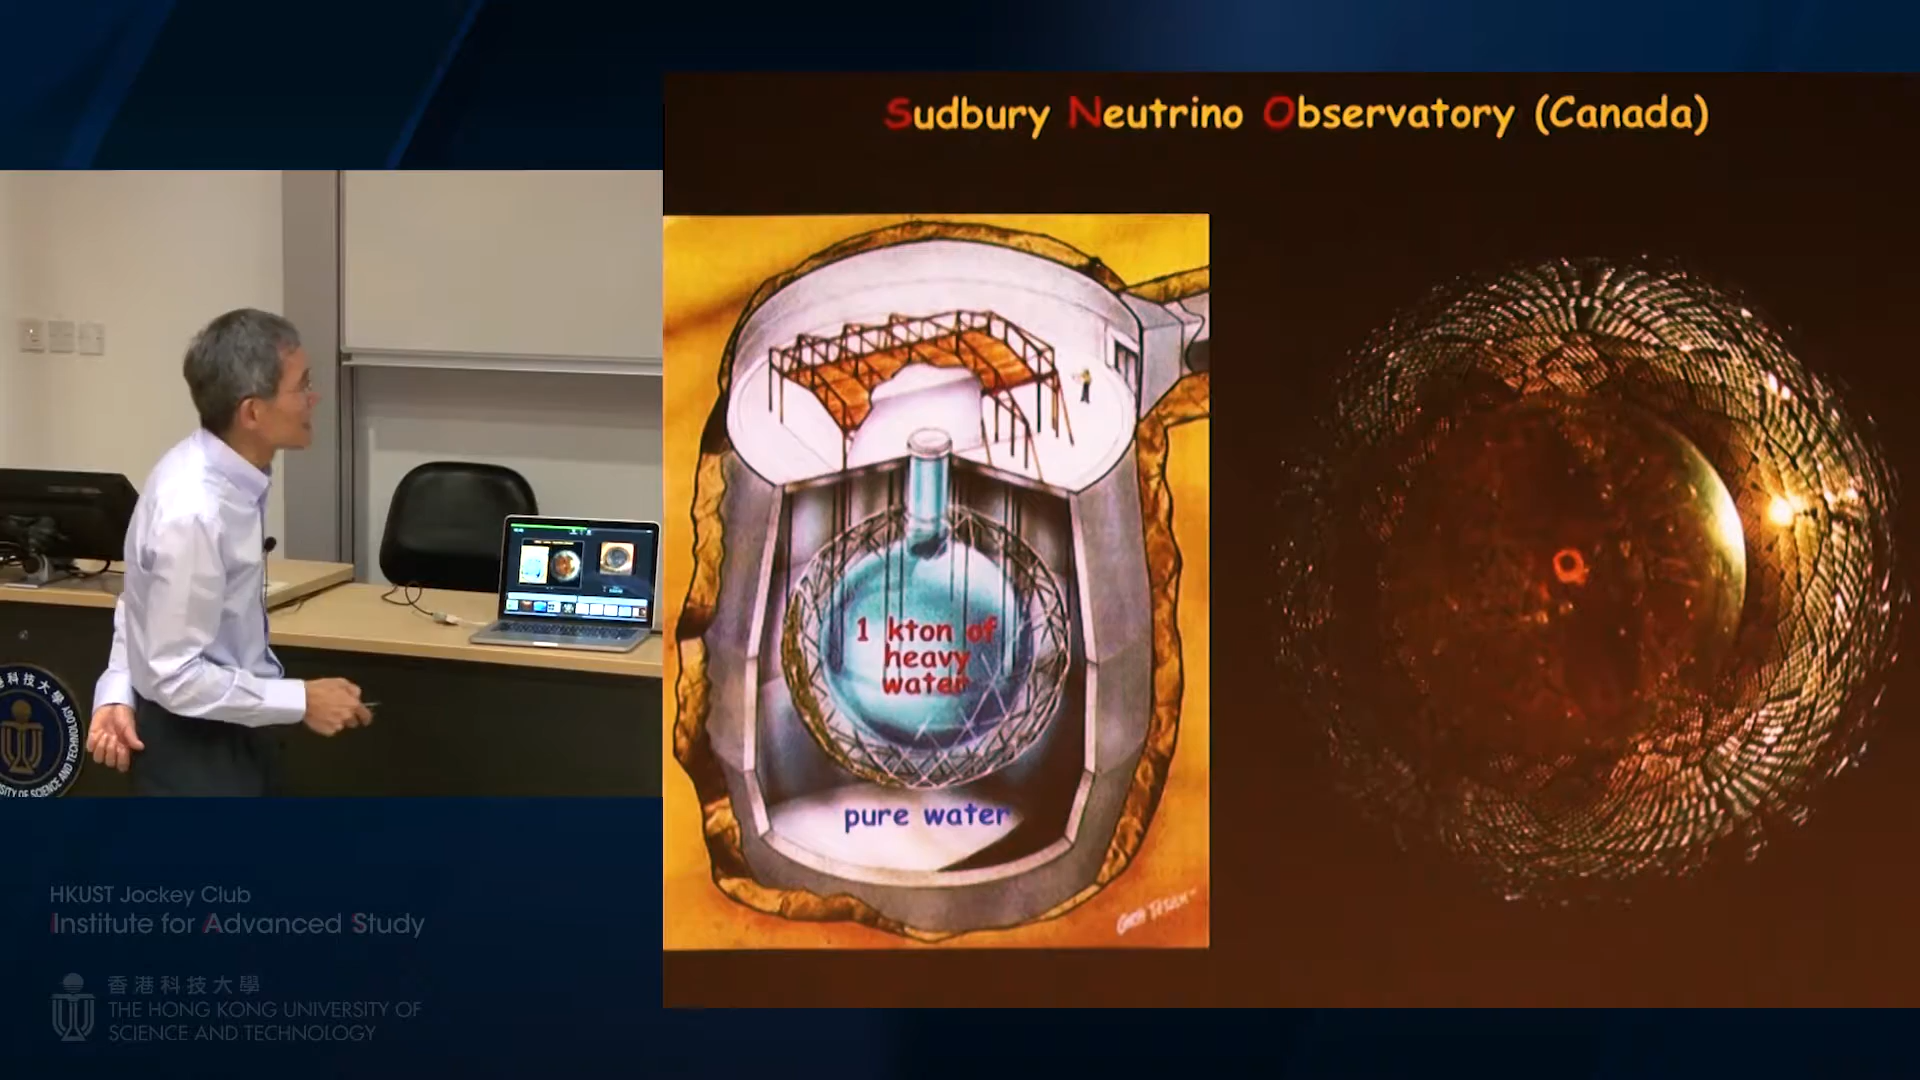 Sudbury Neutrino Observatory (Canada)
1 kton of
heavy
water
pure water
HKUST Jockey Club
Institute for Advanced Study
香港科技大學
THE HONG KONG UNIVERSITY OF
SCIENCE AND TECHNOLOGY